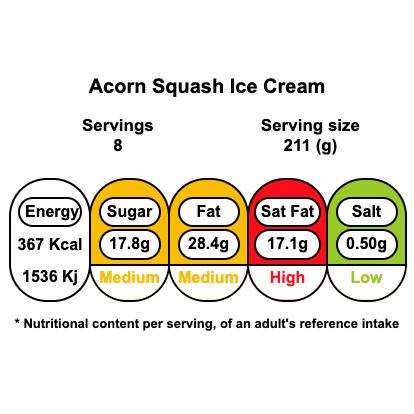 Acorn Squash Ice Cream
Servings
8
Serving size
211 (g)
Energy
367 Kcal
1536 Kj
Sugar
17.8g
Medium
Fat
28.4g
Medium
Sat Fat
17.1g
High
Salt
0.50g
Low
* Nutritional content per serving, of an adult's reference intake